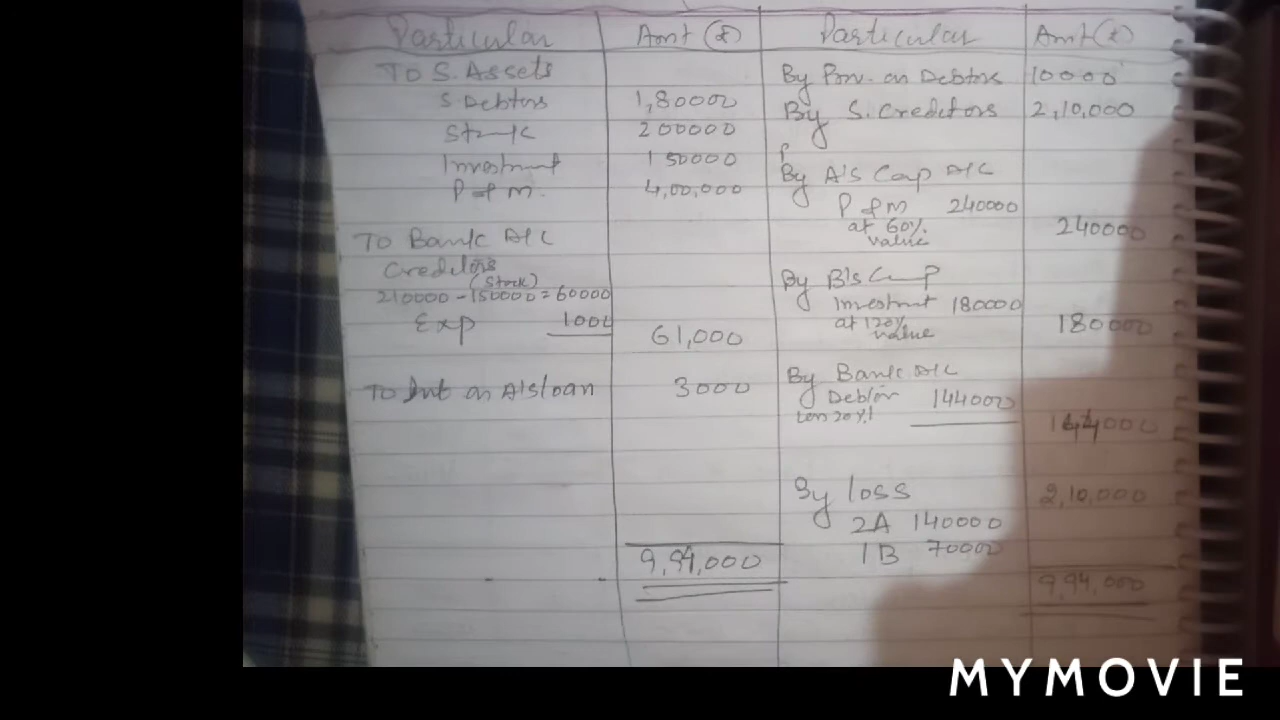 Particular Amt (₹) Particular Amt (₹)
To S. Assets
S. Debtors 1,80000
Stock 200000
Investment 150000
P & M. 4,00,000
To Bank A/C
Creditors
(Stock)
210000 - 150000 = 60000
Exp 1000
61,000
To Int on A's loan 3000
9,94,000
By Prov. on Debtors 10000
By S. Creditors 2,10,000
By A's Cap A/C
P & M 240000
at 60% value 240000
By B's Cap
Investment 180000
at 120% value 180000
By Bank A/C
Debtor 144000
less 20% 144000
By loss 2,10,000
2A 140000
1B 70000
9,94,000
MYMOVIE